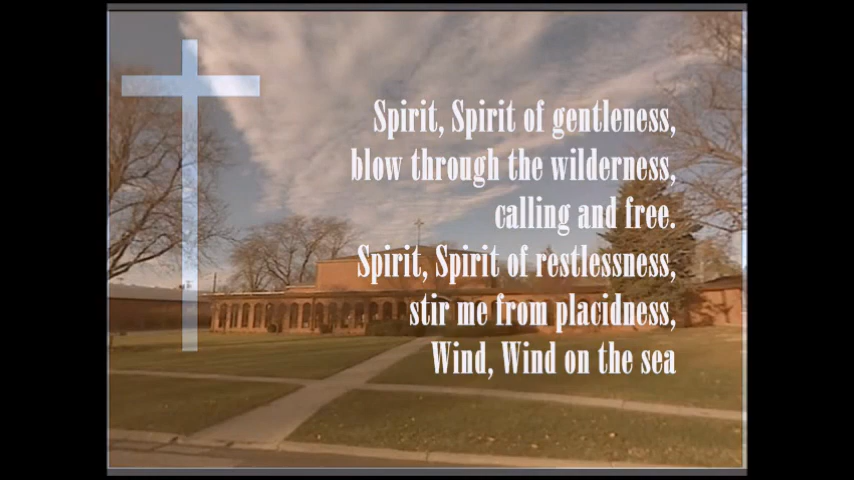 Spirit, Spirit of gentleness,
blow through the wilderness,
calling and free.
Spirit, Spirit of restlessness,
stir me from placidness,
Wind, Wind on the sea